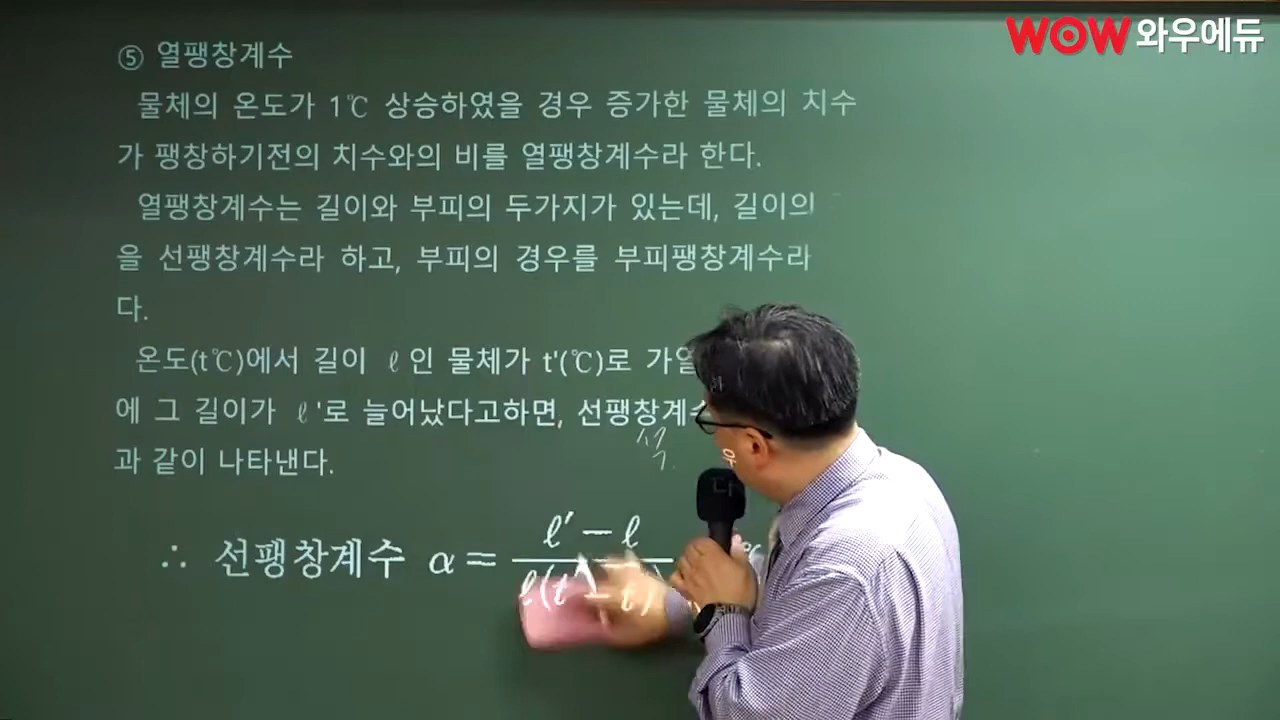 WOW 와우에듀
⑤ 열팽창계수
물체의 온도가 1℃ 상승하였을 경우 증가한 물체의 치수
가 팽창하기전의 치수와의 비를 열팽창계수라 한다.
열팽창계수는 길이와 부피의 두가지가 있는데, 길이의
을 선팽창계수라 하고, 부피의 경우를 부피팽창계수라
다.
온도(t℃)에서 길이 ℓ인 물체가 t'(℃)로
에 그 길이가 ℓ'로 늘어났다고하면, 선팽창계수
과 같이 나타낸다.
∴ 선팽창계수 α = ℓ′ − ℓ
ℓ(t′ − t)